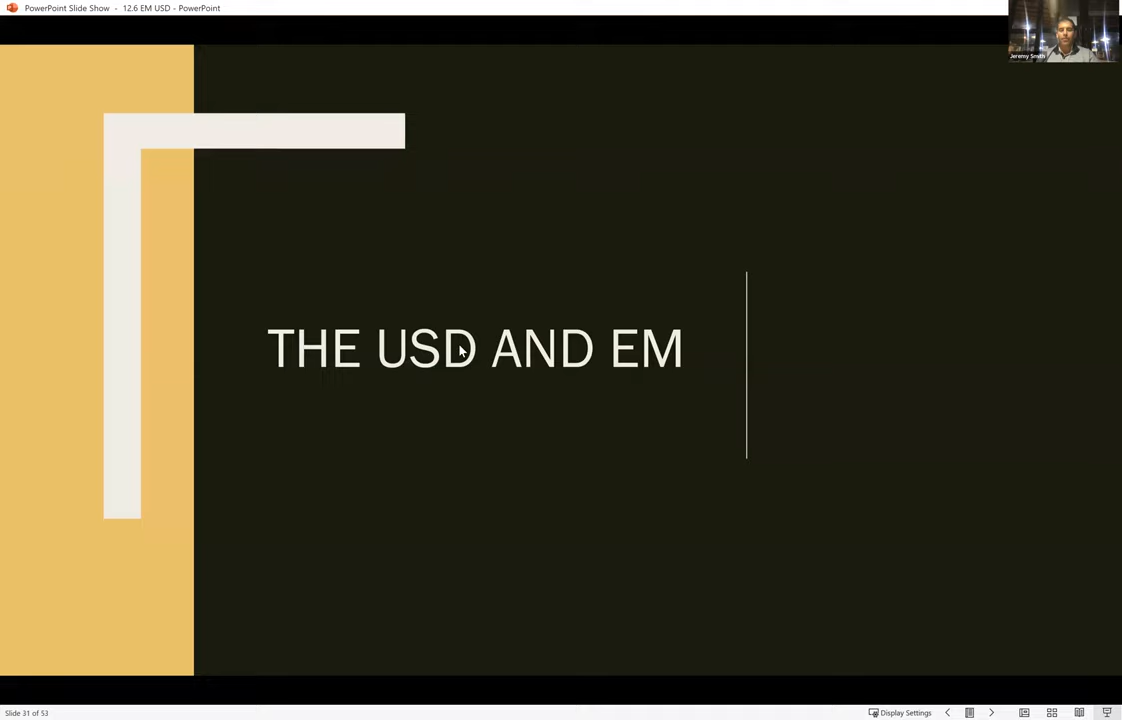 PowerPoint Slide Show - 12.6 EM USD - PowerPoint
Jeremy Smith
THE USD AND EM
Slide 31 of 53
Display Settings